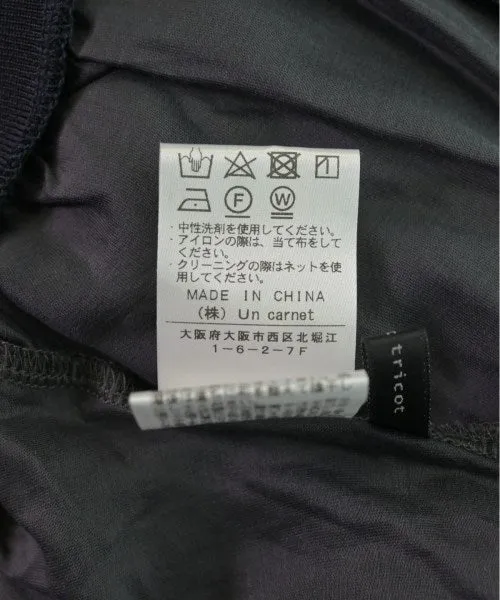 F W
・中性洗剤を使用してください。
・アイロンの際は、当て布をして
ください。
・クリーニングの際はネットを使
用してください。
MADE IN CHINA
(株) Un carnet
大阪府大阪市西区北堀江
1-6-2-7F
tricot